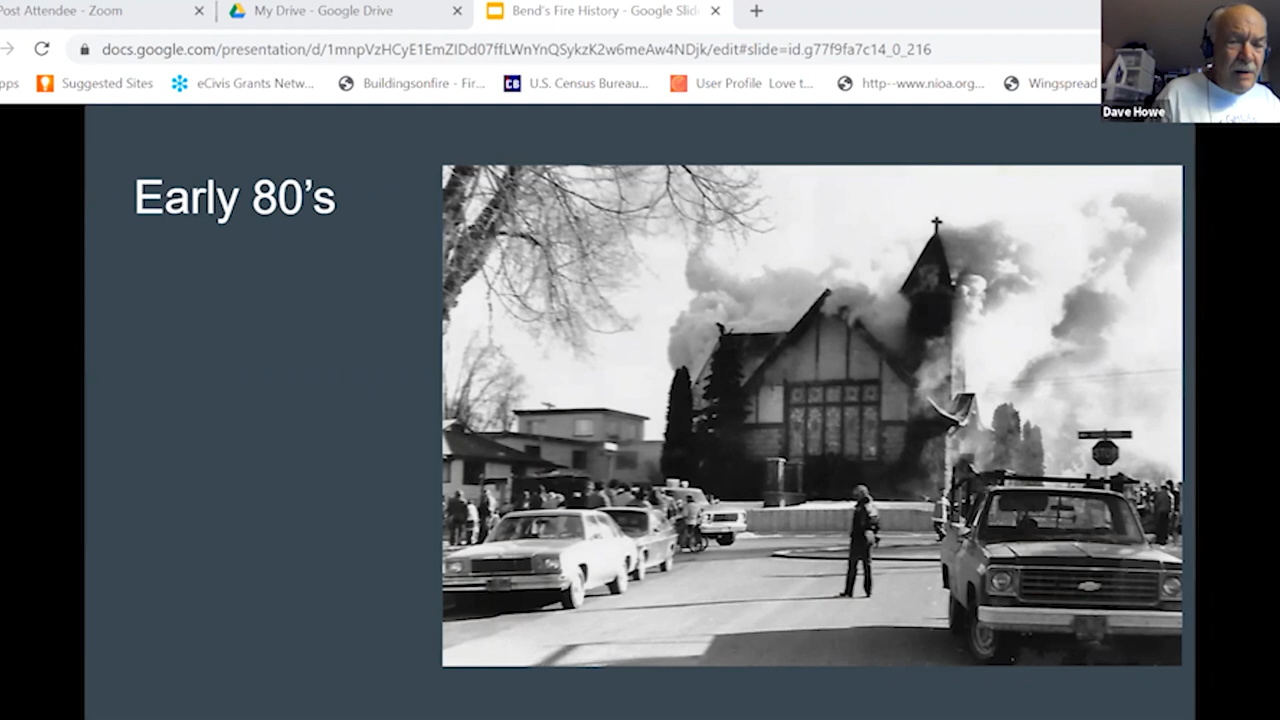 Post Attendee - Zoom
My Drive - Google Drive
Bend's Fire History - Google Slid
docs.google.com/presentation/d/1mnpVzHCyE1EmZIDd07ffLWnYnQSykzK2w6meAw4NDjk/edit#slide=id.g77f9fa7c14_0_216
pps
Suggested Sites
eCivis Grants Netw...
Buildingsonfire - Fir...
CB
U.S. Census Bureau...
User Profile Love t...
http--www.nioa.org...
Wingspread
Dave Howe
Early 80's